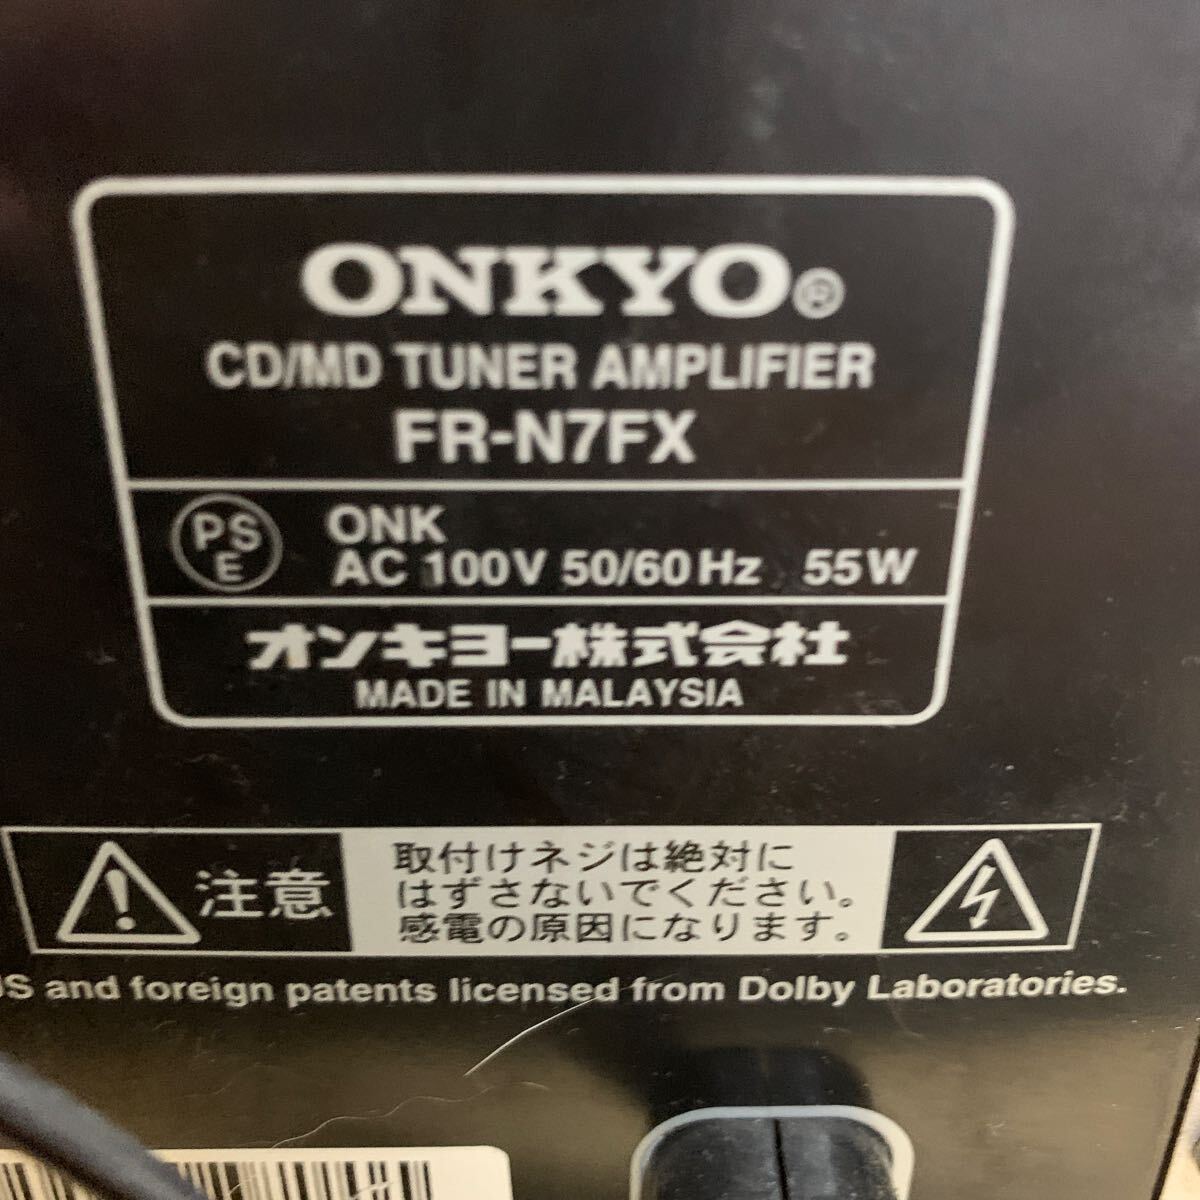 ONKYO®
CD/MD TUNER AMPLIFIER
FR-N7FX
PS
E
ONK
AC 100V 50/60Hz 55W
オンキヨー株式会社
MADE IN MALAYSIA
注意
取付けネジは絶対に
はずさないでください。
感電の原因になります。
US and foreign patents licensed from Dolby Laboratories.